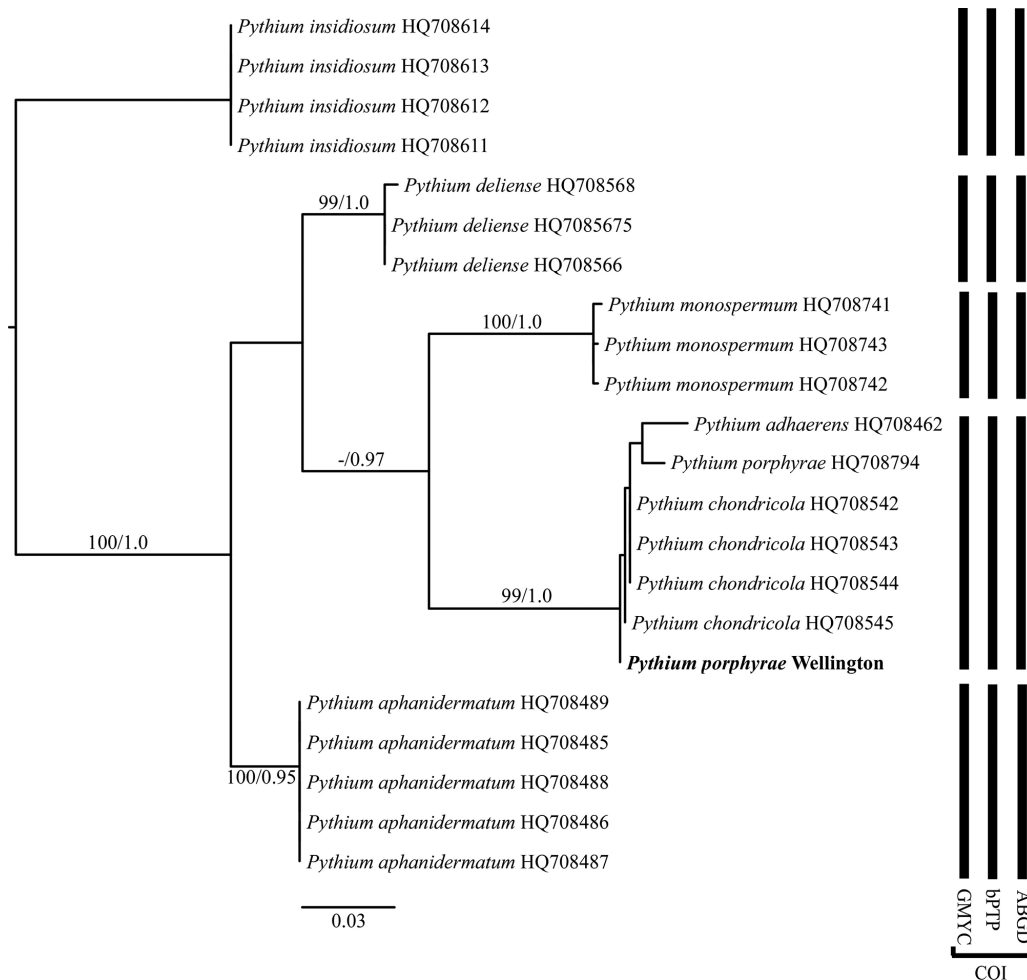 Pythium insidiosum HQ708614
Pythium insidiosum HQ708613
Pythium insidiosum HQ708612
Pythium insidiosum HQ708611
Pythium deliense HQ708568
99/1.0
Pythium deliense HQ7085675
Pythium deliense HQ708566
Pythium monospermum HQ708741
100/1.0
Pythium monospermum HQ708743
Pythium monospermum HQ708742
Pythium adhaerens HQ708462
-/0.97
Pythium porphyrae HQ708794
Pythium chondricola HQ708542
Pythium chondricola HQ708543
100/1.0
Pythium chondricola HQ708544
99/1.0
Pythium chondricola HQ708545
Pythium porphyrae Wellington
Pythium aphanidermatum HQ708489
Pythium aphanidermatum HQ708485
100/0.95
Pythium aphanidermatum HQ708488
Pythium aphanidermatum HQ708486
Pythium aphanidermatum HQ708487
0.03
GMYC
bPTP
ABGD
COI